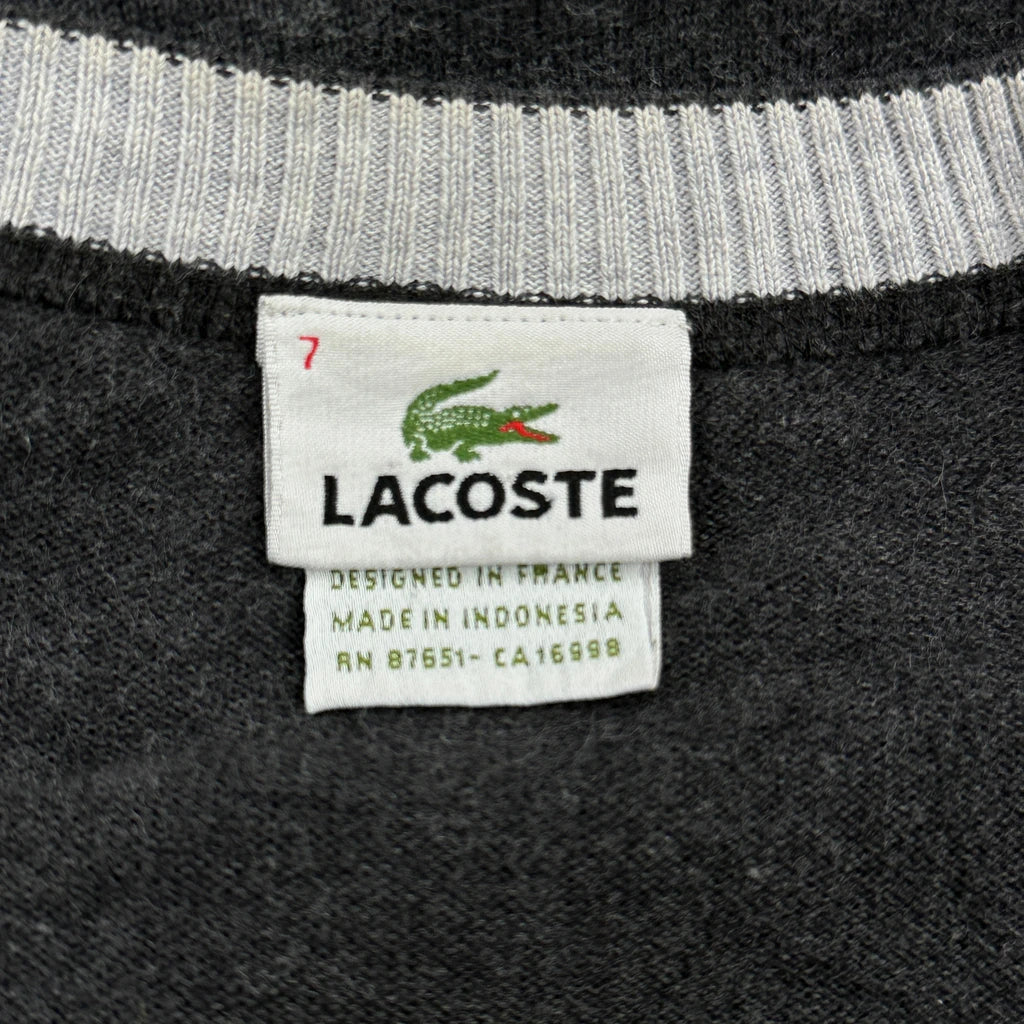 7
LACOSTE
DESIGNED IN FRANCE
MADE IN INDONESIA
RN 87651- CA16998